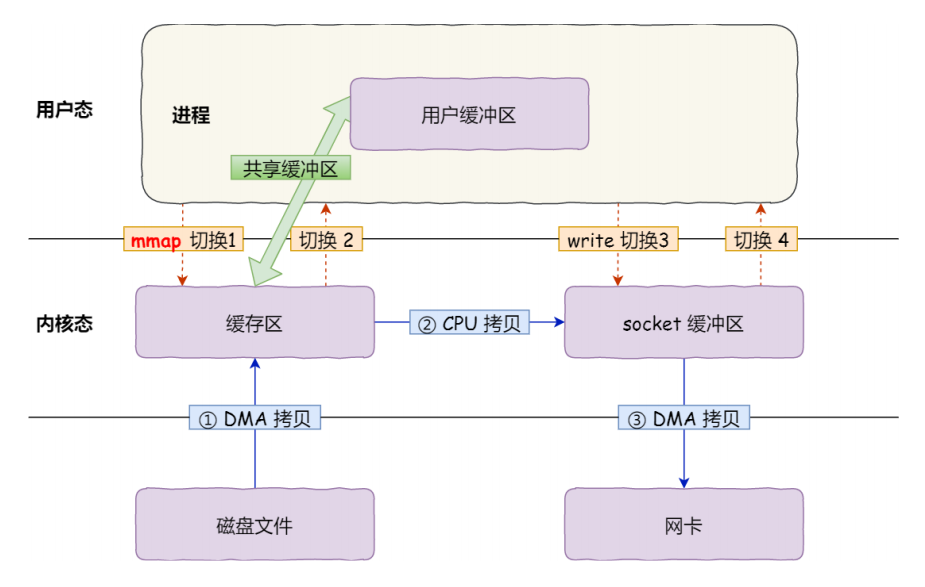 用户态
进程
用户缓冲区
共享缓冲区
mmap 切换1
切换 2
write 切换3
切换 4
内核态
缓存区
② CPU 拷贝
socket 缓冲区
① DMA 拷贝
③ DMA 拷贝
磁盘文件
网卡